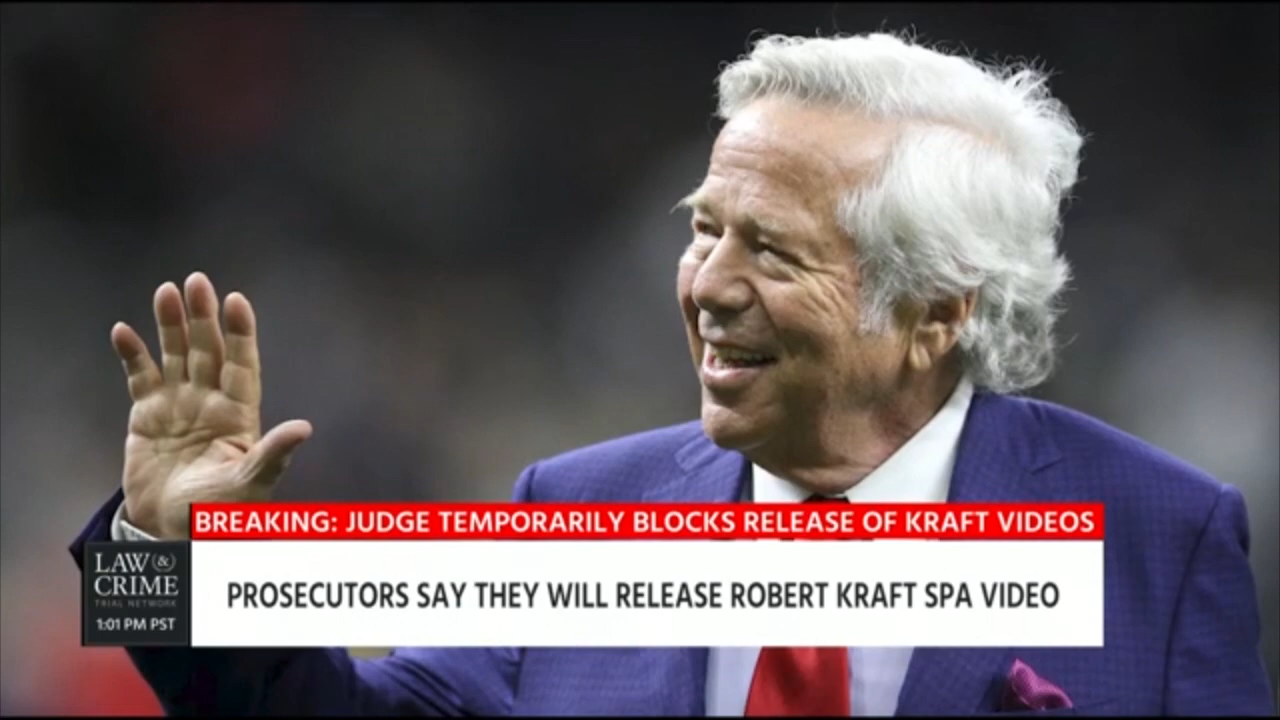 BREAKING: JUDGE TEMPORARILY BLOCKS RELEASE OF KRAFT VIDEOS
LAW &
CRIME
TRIAL NETWORK
1:01 PM PST
PROSECUTORS SAY THEY WILL RELEASE ROBERT KRAFT SPA VIDEO